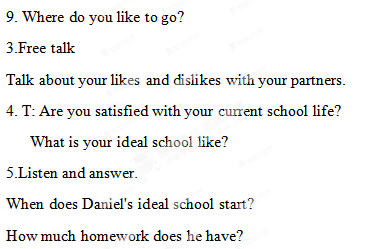 9. Where do you like to go?
3.Free talk
Talk about your likes and dislikes with your partners.
4. T: Are you satisfied with your current school life?
What is your ideal school like?
5.Listen and answer.
When does Daniel's ideal school start?
How much homework does he have?